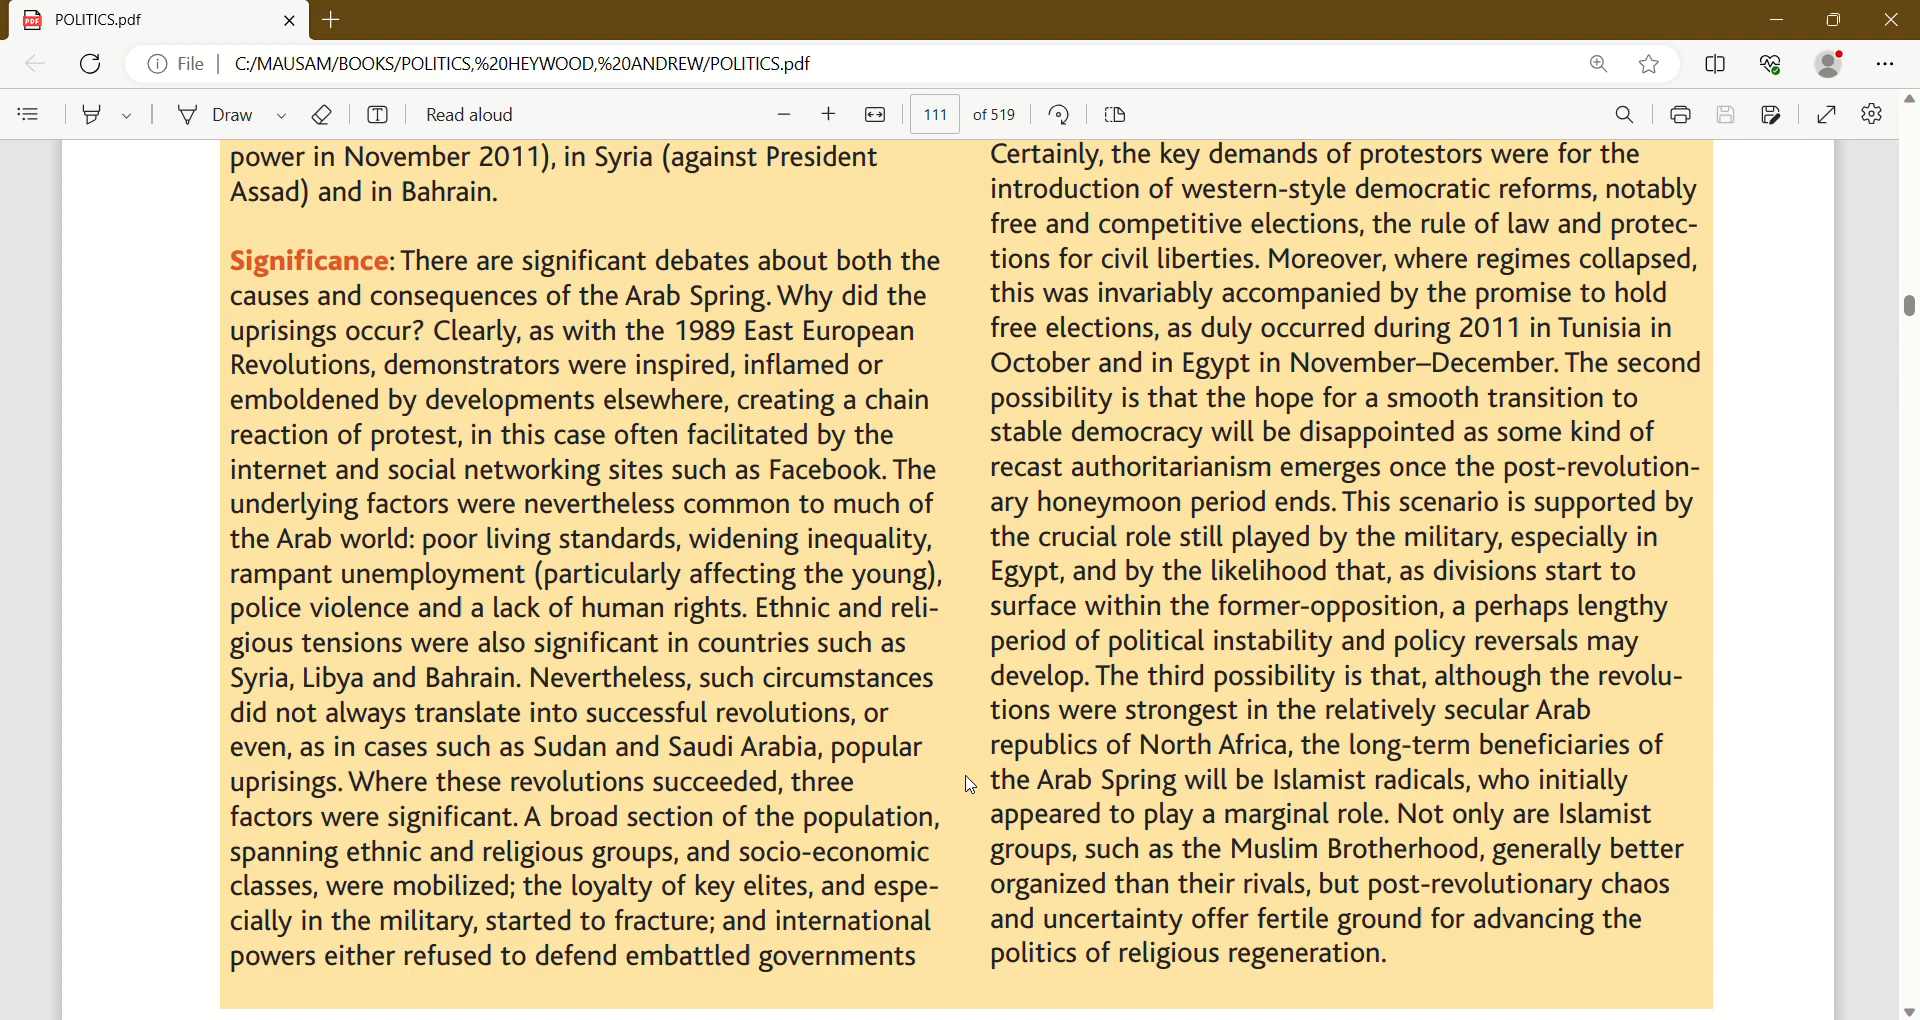 POLITICS.pdf
File
C:/MAUSAM/BOOKS/POLITICS,%20HEYWOOD,%20ANDREW/POLITICS.pdf
Draw
Read aloud
111 of 519
power in November 2011), in Syria (against President
Assad) and in Bahrain.
Significance: There are significant debates about both the
causes and consequences of the Arab Spring. Why did the
uprisings occur? Clearly, as with the 1989 East European
Revolutions, demonstrators were inspired, inflamed or
emboldened by developments elsewhere, creating a chain
reaction of protest, in this case often facilitated by the
internet and social networking sites such as Facebook. The
underlying factors were nevertheless common to much of
the Arab world: poor living standards, widening inequality,
rampant unemployment (particularly affecting the young),
police violence and a lack of human rights. Ethnic and reli-
gious tensions were also significant in countries such as
Syria, Libya and Bahrain. Nevertheless, such circumstances
did not always translate into successful revolutions, or
even, as in cases such as Sudan and Saudi Arabia, popular
uprisings. Where these revolutions succeeded, three
factors were significant. A broad section of the population,
spanning ethnic and religious groups, and socio-economic
classes, were mobilized; the loyalty of key elites, and espe-
cially in the military, started to fracture; and international
powers either refused to defend embattled governments
Certainly, the key demands of protestors were for the
introduction of western-style democratic reforms, notably
free and competitive elections, the rule of law and protec-
tions for civil liberties. Moreover, where regimes collapsed,
this was invariably accompanied by the promise to hold
free elections, as duly occurred during 2011 in Tunisia in
October and in Egypt in November–December. The second
possibility is that the hope for a smooth transition to
stable democracy will be disappointed as some kind of
recast authoritarianism emerges once the post-revolution-
ary honeymoon period ends. This scenario is supported by
the crucial role still played by the military, especially in
Egypt, and by the likelihood that, as divisions start to
surface within the former-opposition, a perhaps lengthy
period of political instability and policy reversals may
develop. The third possibility is that, although the revolu-
tions were strongest in the relatively secular Arab
republics of North Africa, the long-term beneficiaries of
the Arab Spring will be Islamist radicals, who initially
appeared to play a marginal role. Not only are Islamist
groups, such as the Muslim Brotherhood, generally better
organized than their rivals, but post-revolutionary chaos
and uncertainty offer fertile ground for advancing the
politics of religious regeneration.